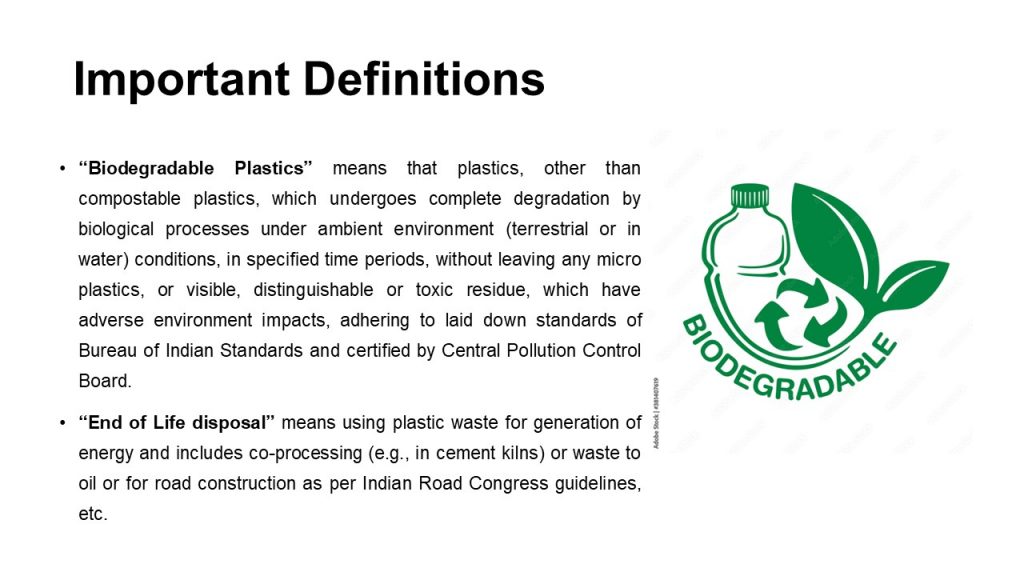 Important Definitions
• “Biodegradable Plastics” means that plastics, other than
compostable plastics, which undergoes complete degradation by
biological processes under ambient environment (terrestrial or in
water) conditions, in specified time periods, without leaving any micro
plastics, or visible, distinguishable or toxic residue, which have
adverse environment impacts, adhering to laid down standards of
Bureau of Indian Standards and certified by Central Pollution Control
Board.
• “End of Life disposal” means using plastic waste for generation of
energy and includes co-processing (e.g., in cement kilns) or waste to
oil or for road construction as per Indian Road Congress guidelines,
etc.
BIODEGRADABLE
Adobe Stock | #381407619